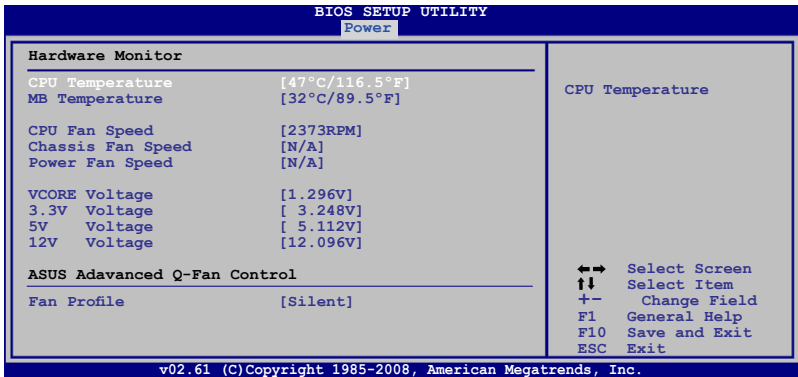 BIOS SETUP UTILITY
Power
Hardware Monitor
CPU Temperature [47°C/116.5°F]
MB Temperature [32°C/89.5°F]
CPU Fan Speed [2373RPM]
Chassis Fan Speed [N/A]
Power Fan Speed [N/A]
VCORE Voltage [1.296V]
3.3V Voltage [ 3.248V]
5V Voltage [ 5.112V]
12V Voltage [12.096V]
ASUS Adavanced Q-Fan Control
Fan Profile [Silent]
CPU Temperature
←→ Select Screen
↑↓ Select Item
+- Change Field
F1 General Help
F10 Save and Exit
ESC Exit
v02.61 (C)Copyright 1985-2008, American Megatrends, Inc.